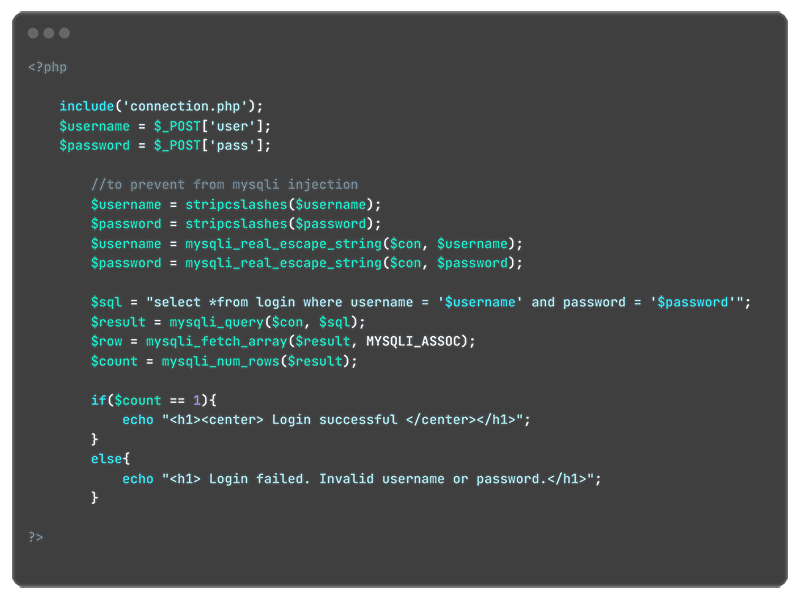 <?php
include('connection.php');
$username = $_POST['user'];
$password = $_POST['pass'];
//to prevent from mysqli injection
$username = stripcslashes($username);
$password = stripcslashes($password);
$username = mysqli_real_escape_string($con, $username);
$password = mysqli_real_escape_string($con, $password);
$sql = "select *from login where username = '$username' and password = '$password'";
$result = mysqli_query($con, $sql);
$row = mysqli_fetch_array($result, MYSQLI_ASSOC);
$count = mysqli_num_rows($result);
if($count == 1){
echo "<h1><center> Login successful </center></h1>";
}
else{
echo "<h1> Login failed. Invalid username or password.</h1>";
}
?>